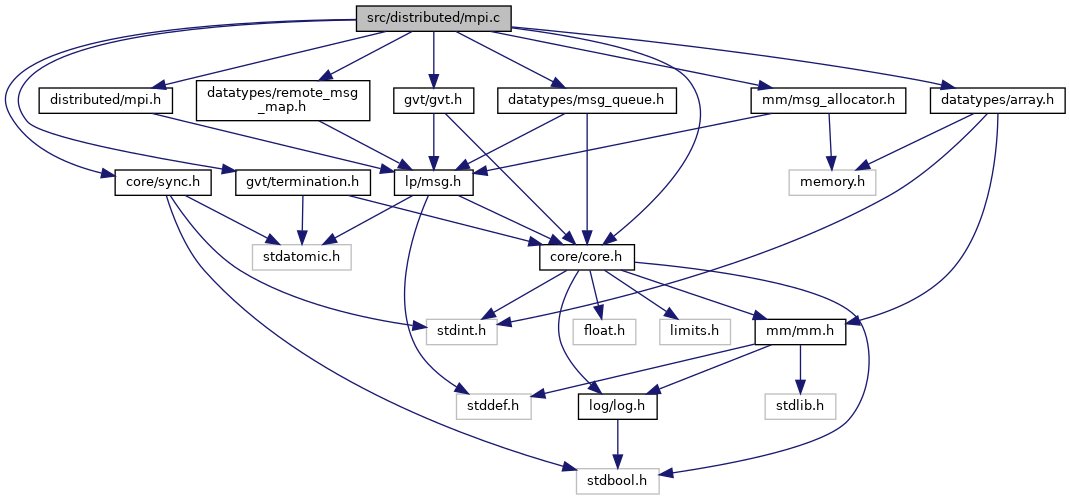 src/distributed/mpi.c
distributed/mpi.h
datatypes/remote_msg
_map.h
gvt/gvt.h
datatypes/msg_queue.h
mm/msg_allocator.h
datatypes/array.h
core/sync.h
gvt/termination.h
lp/msg.h
memory.h
stdatomic.h
core/core.h
stdint.h
float.h
limits.h
mm/mm.h
stddef.h
log/log.h
stdlib.h
stdbool.h